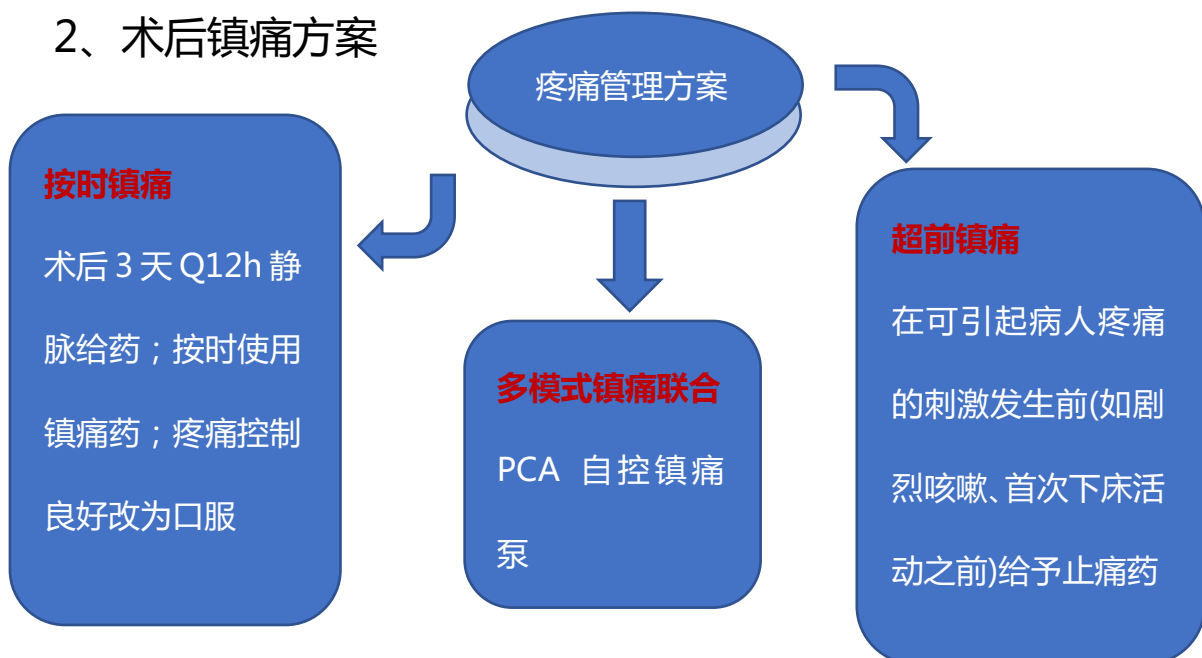 2、术后镇痛方案
疼痛管理方案
按时镇痛
术后3天Q12h静
脉给药；按时使用
镇痛药；疼痛控制
良好改为口服
多模式镇痛联合
PCA 自控镇痛
泵
超前镇痛
在可引起病人疼痛
的刺激发生前(如剧
烈咳嗽、首次下床活
动之前)给予止痛药